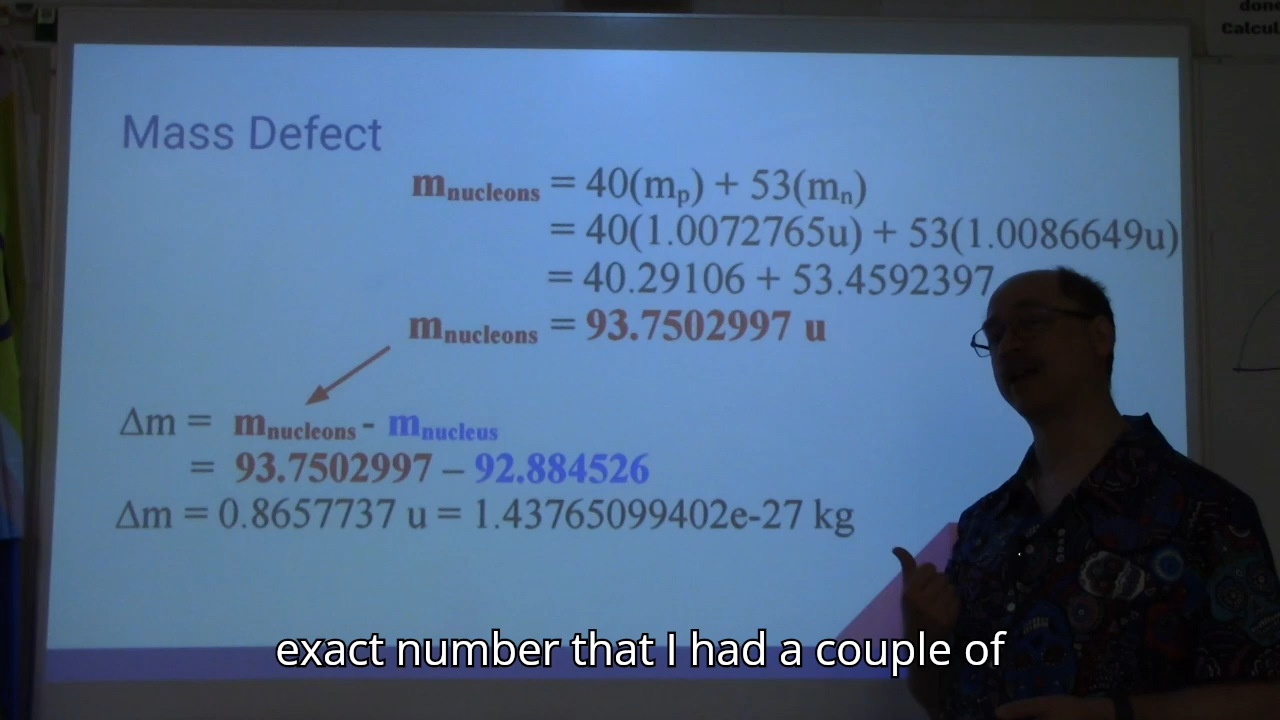 done
Calcul
Mass Defect
mnucleons = 40(mp) + 53(mn)
= 40(1.0072765u) + 53(1.0086649u)
= 40.29106 + 53.4592397
mnucleons = 93.7502997 u
Δm = mnucleons - mnucleus
= 93.7502997 – 92.884526
Δm = 0.8657737 u = 1.43765099402e-27 kg
exact number that I had a couple of